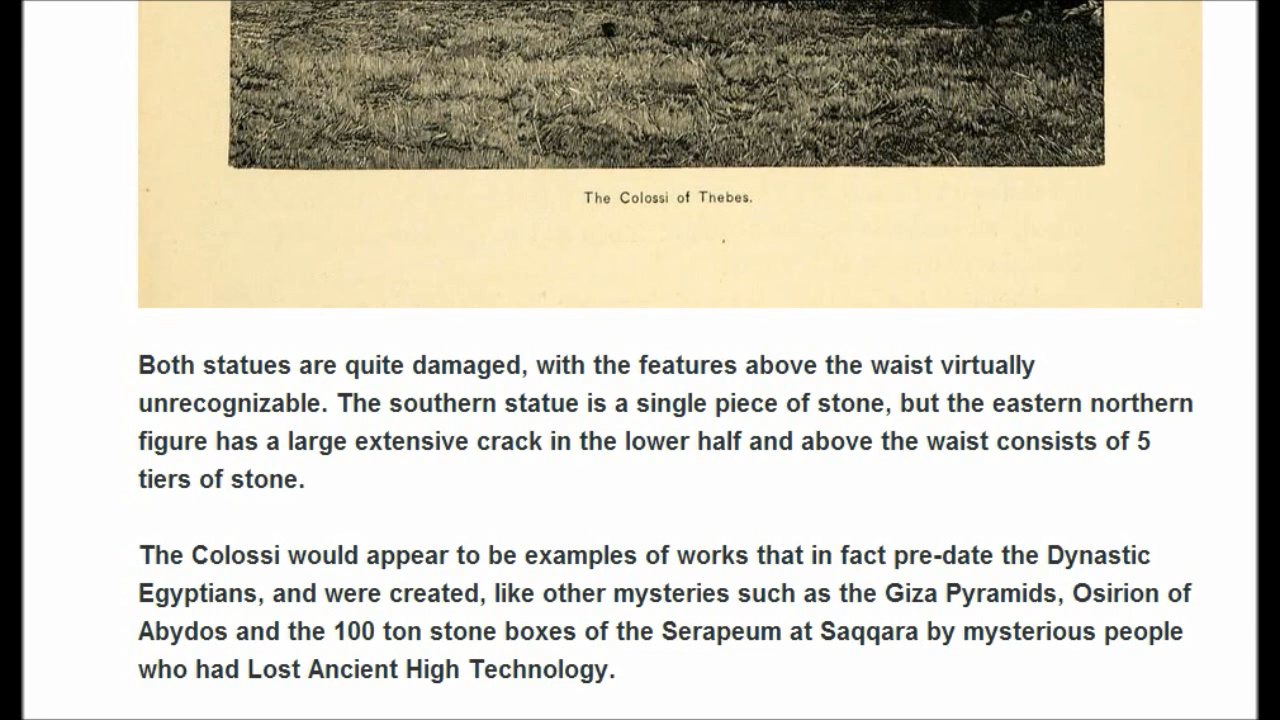 The Colossi of Thebes.
Both statues are quite damaged, with the features above the waist virtually
unrecognizable. The southern statue is a single piece of stone, but the eastern northern
figure has a large extensive crack in the lower half and above the waist consists of 5
tiers of stone.
The Colossi would appear to be examples of works that in fact pre-date the Dynastic
Egyptians, and were created, like other mysteries such as the Giza Pyramids, Osirion of
Abydos and the 100 ton stone boxes of the Serapeum at Saqqara by mysterious people
who had Lost Ancient High Technology.